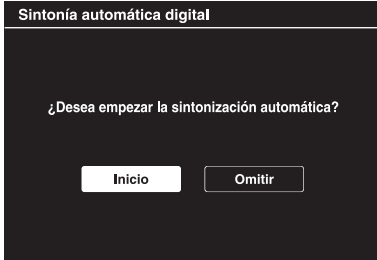 Sintonía automática digital
¿Desea empezar la sintonización automática?
Inicio
Omitir